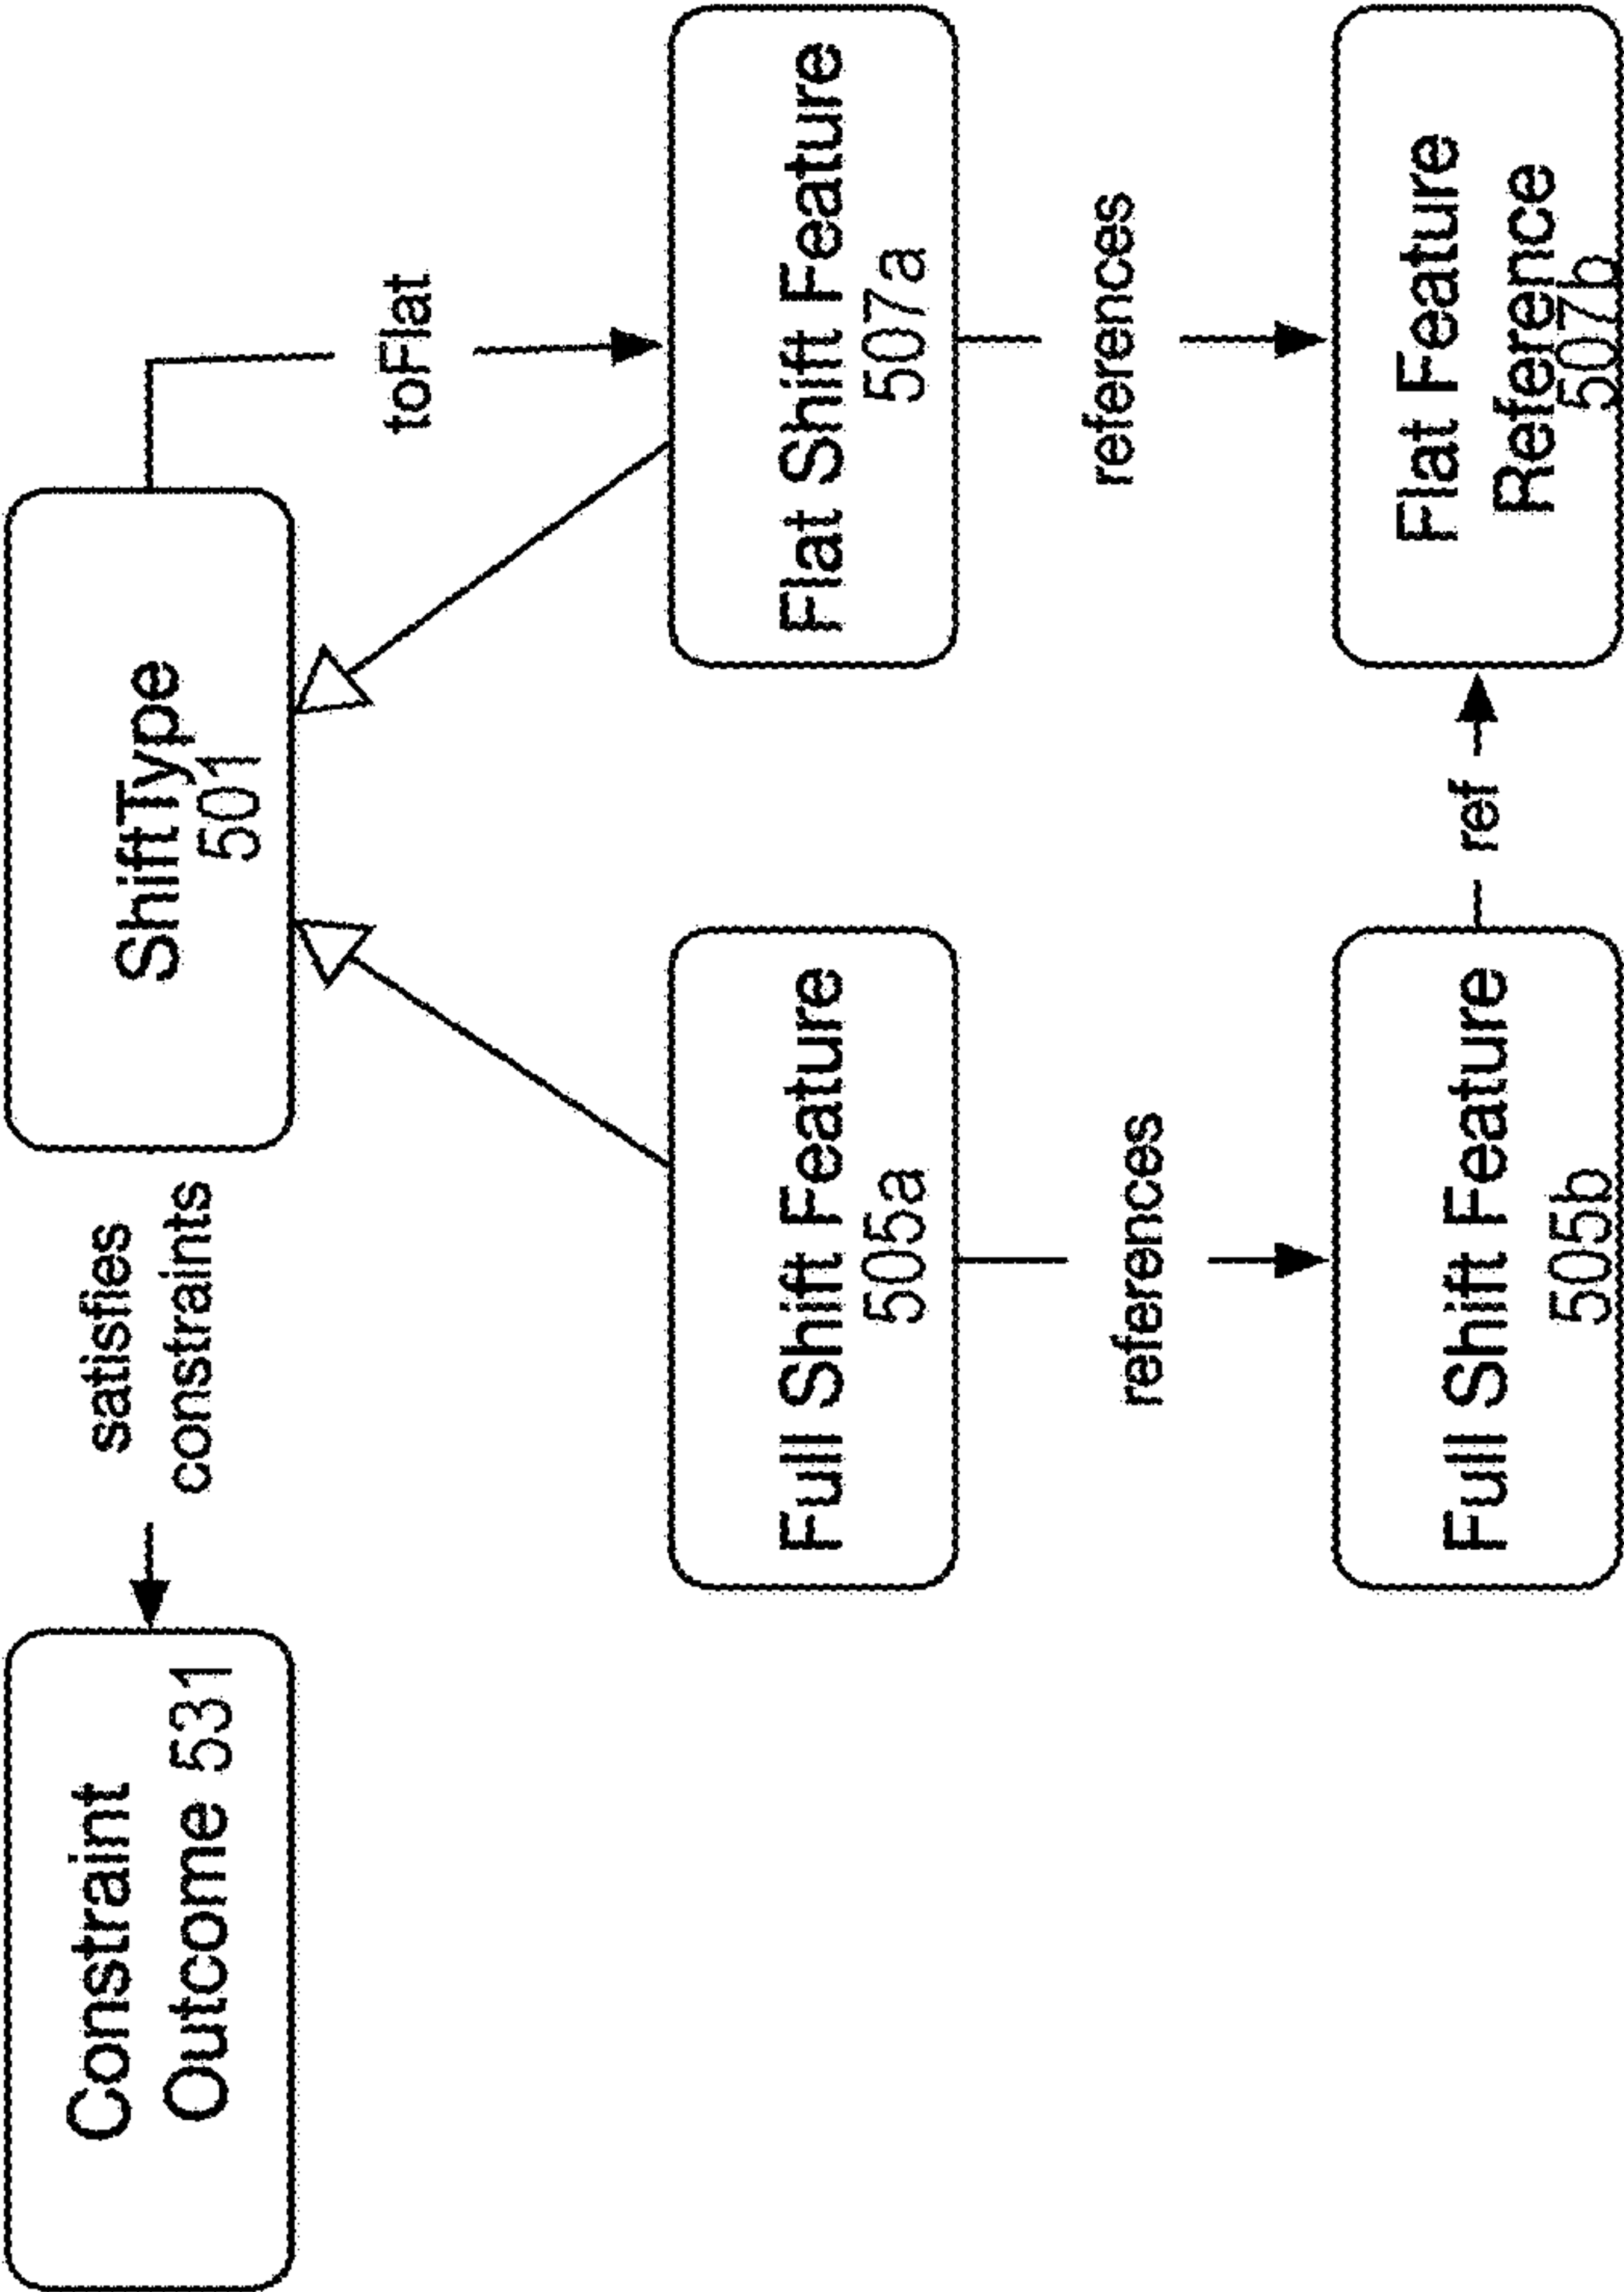 Constraint
Outcome 531
satisfies
constraints
ShiftType
501
toFlat
Full Shift Feature
505a
Flat Shift Feature
507a
references
references
Full Shift Feature
505b
ref
Flat Feature
Reference
507b